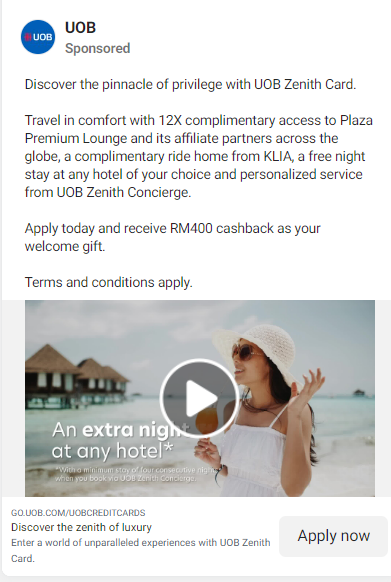 UOB
UOB
Sponsored
Discover the pinnacle of privilege with UOB Zenith Card.
Travel in comfort with 12X complimentary access to Plaza
Premium Lounge and its affiliate partners across the
globe, a complimentary ride home from KLIA, a free night
stay at any hotel of your choice and personalized service
from UOB Zenith Concierge.
Apply today and receive RM400 cashback as your
welcome gift.
Terms and conditions apply.
An extra night
at any hotel*
*With a minimum stay of four consecutive nights
when you book via UOB Zenith Concierge.
GO.UOB.COM/UOBCREDITCARDS
Discover the zenith of luxury
Enter a world of unparalleled experiences with UOB Zenith
Card.
Apply now